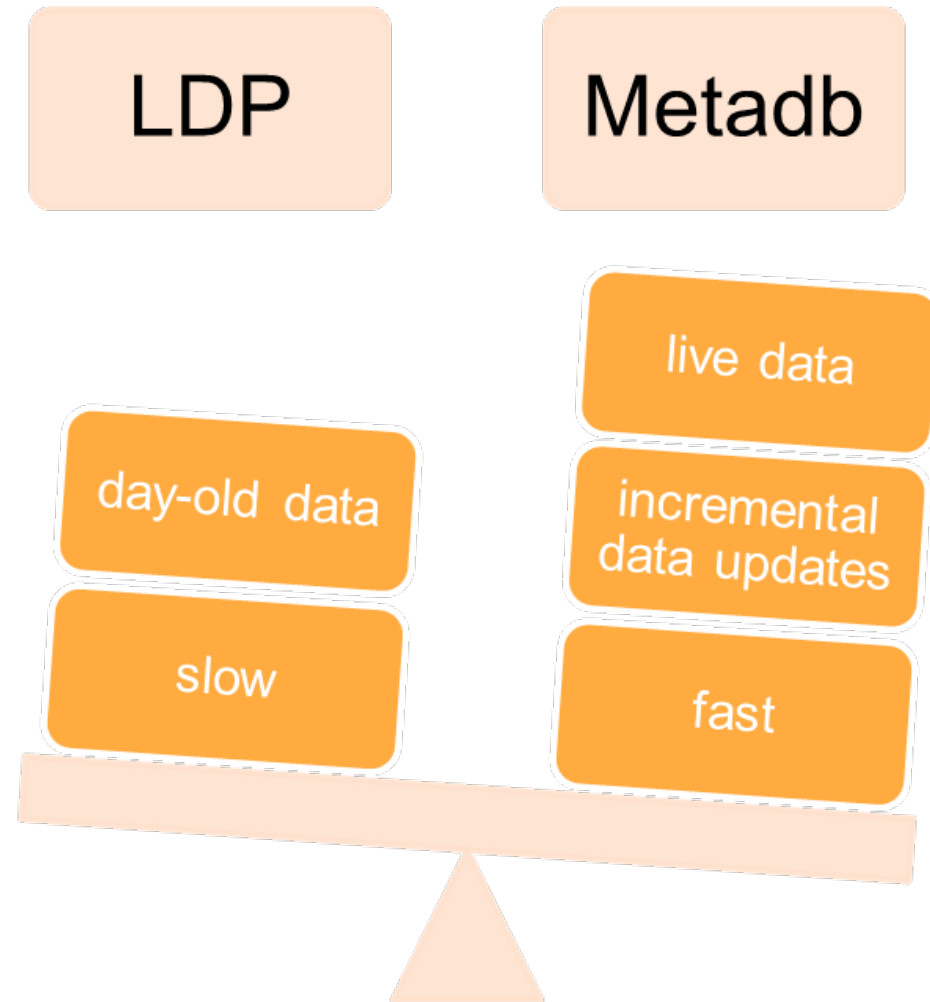 LDP
Metadb
day-old data
slow
live data
incremental
data updates
fast